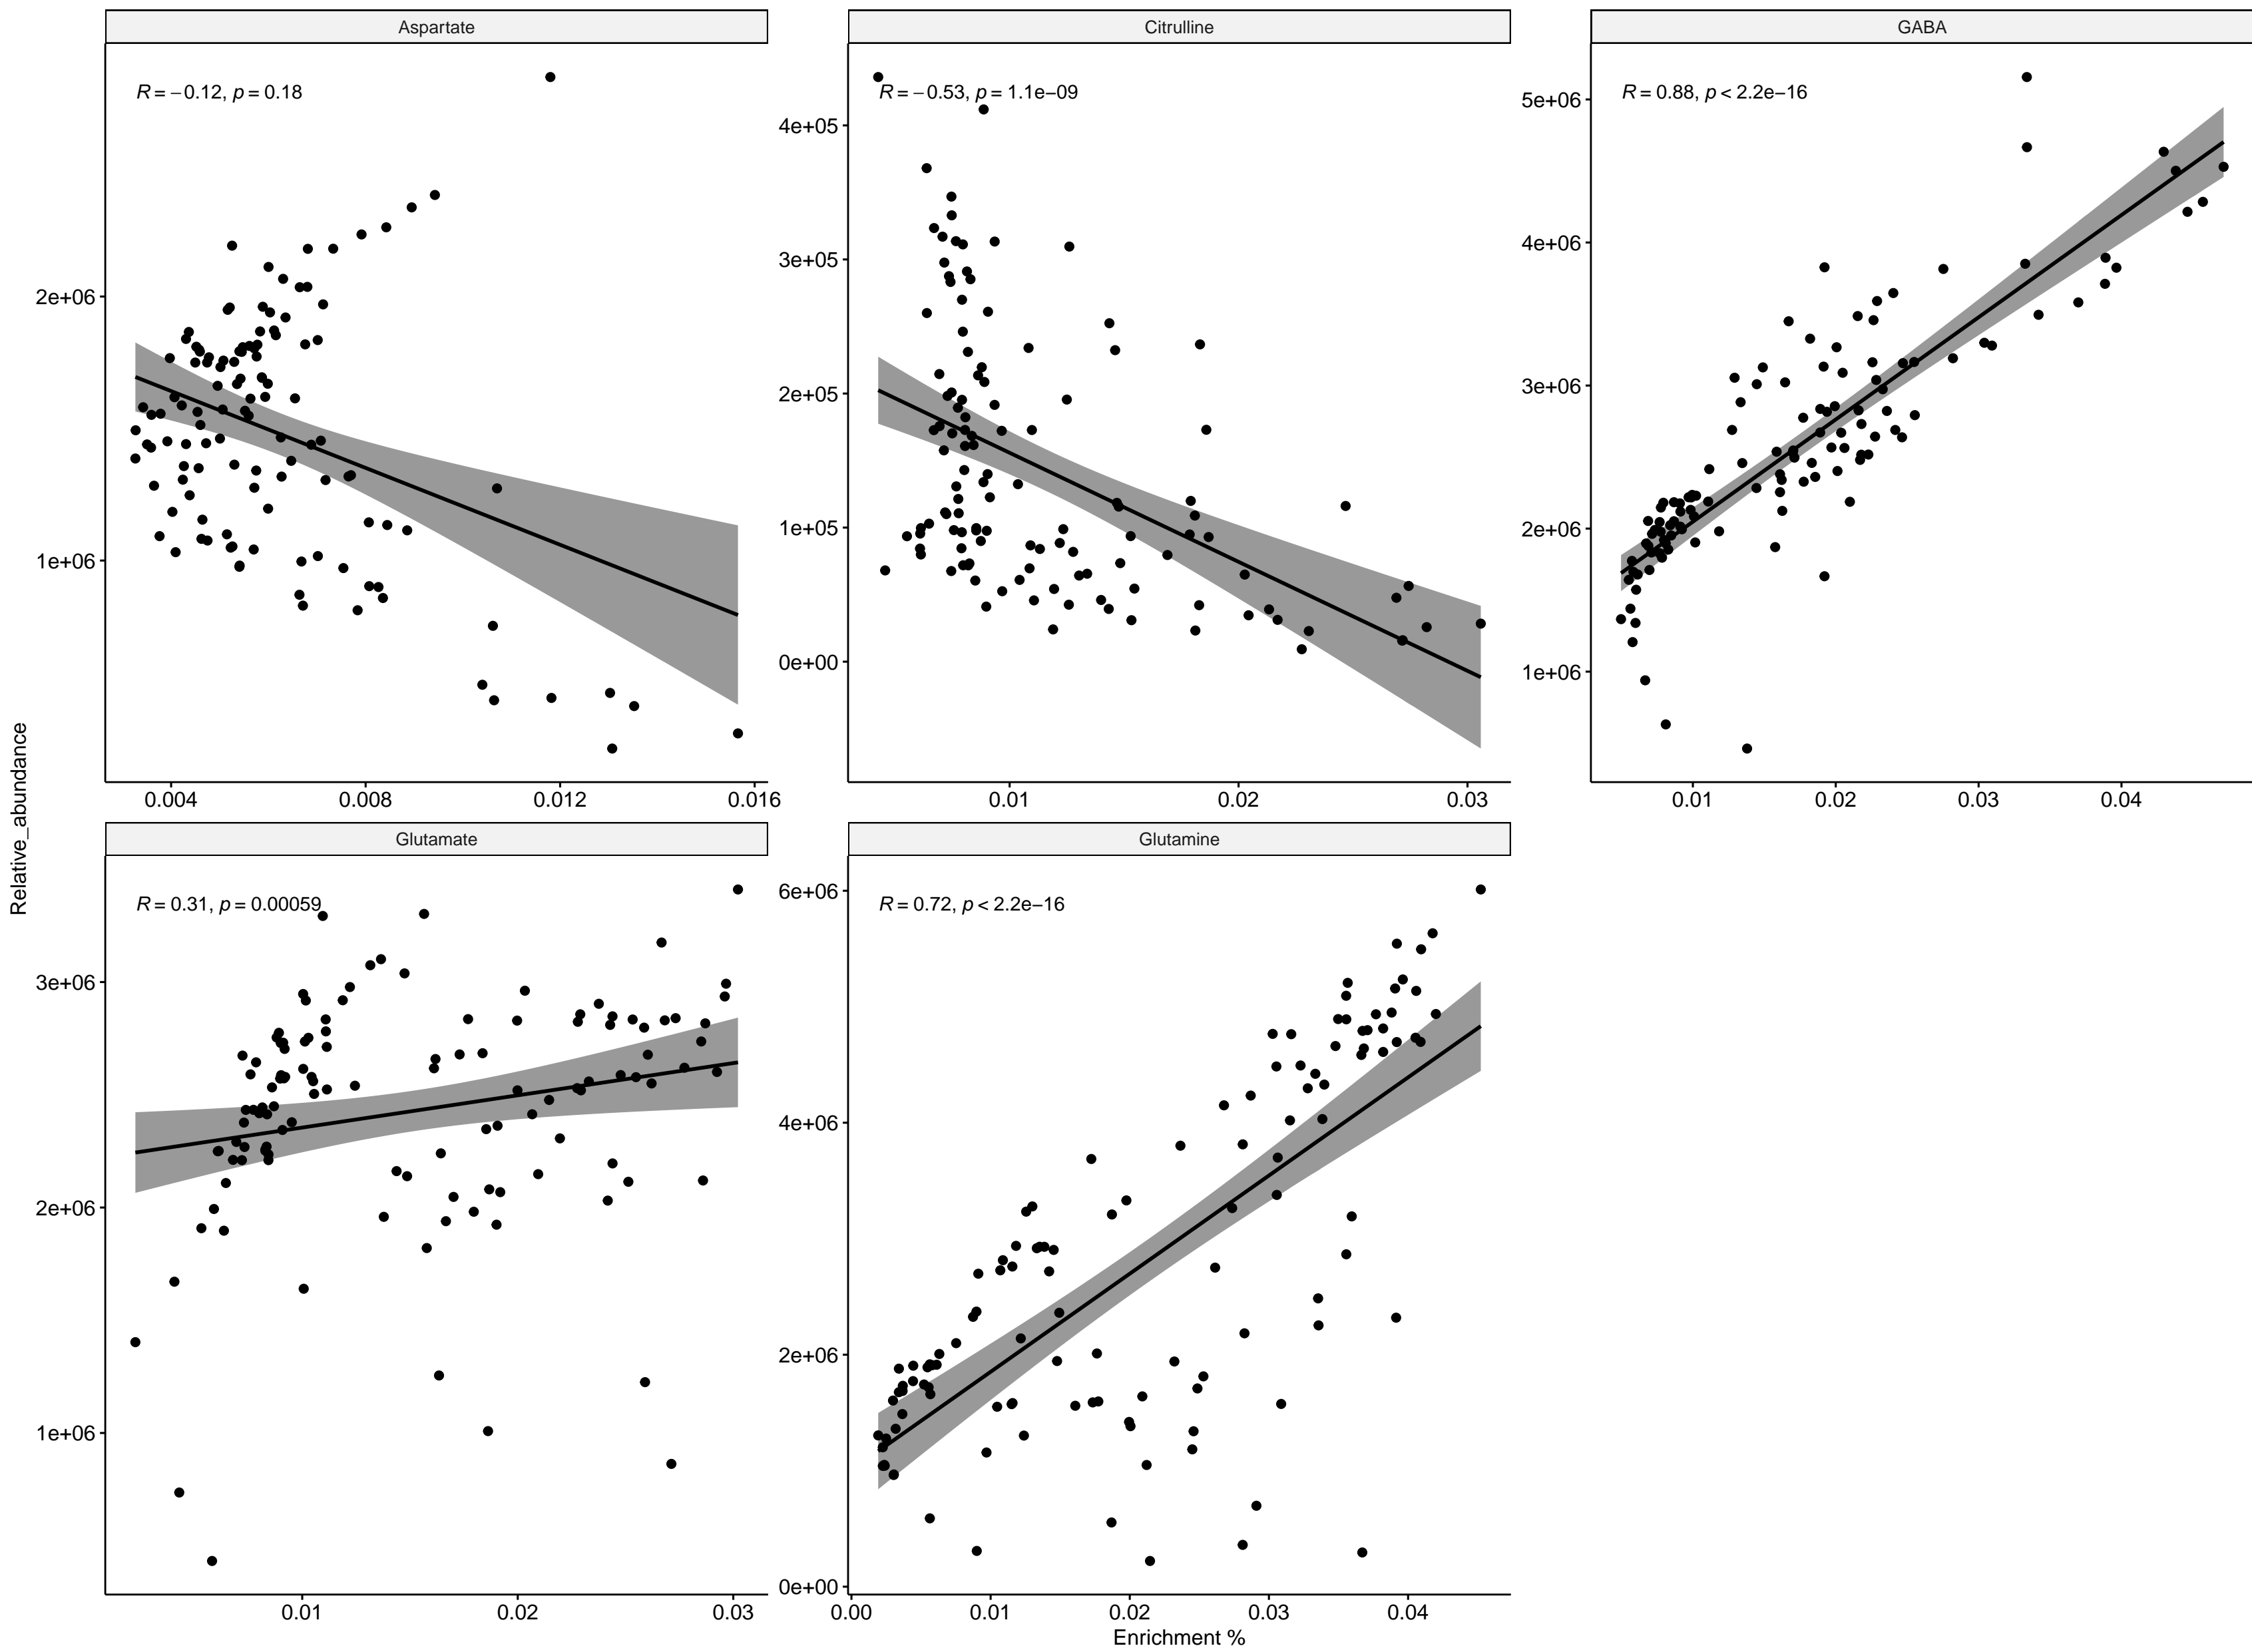 Aspartate
Citrulline
GABA
R = −0.12, p = 0.18
R = −0.53, p = 1.1e−09
R = 0.88, p < 2.2e−16
2e+06
1e+06
4e+05
3e+05
2e+05
1e+05
0e+00
5e+06
4e+06
3e+06
2e+06
1e+06
0.004 0.008 0.012 0.016
0.01 0.02 0.03
0.01 0.02 0.03 0.04
Relative_abundance
Glutamate
Glutamine
R = 0.31, p = 0.00059
R = 0.72, p < 2.2e−16
3e+06
2e+06
1e+06
6e+06
4e+06
2e+06
0e+00
0.01 0.02 0.03
0.00 0.01 0.02 0.03 0.04
Enrichment %